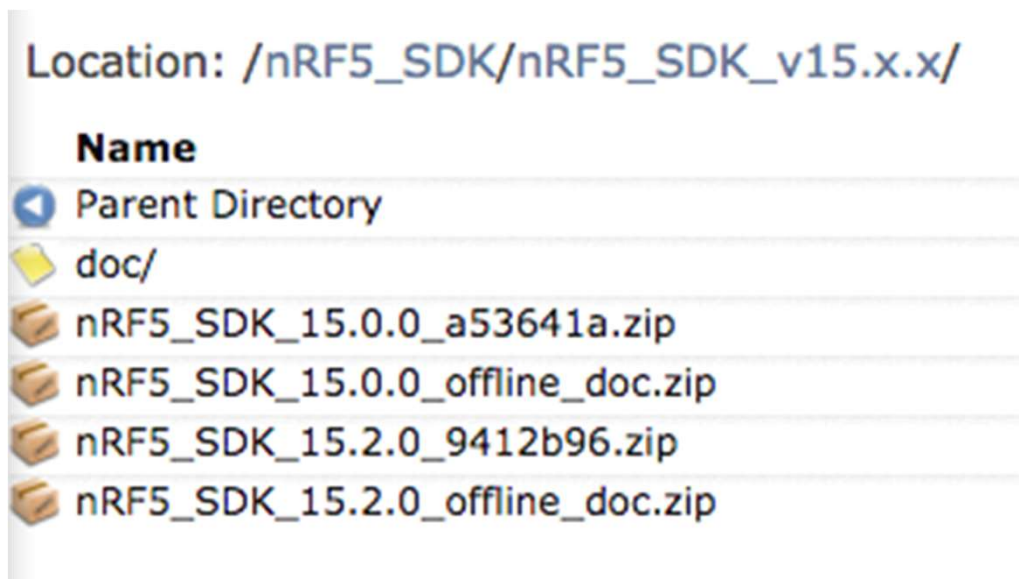 Location: /nRF5_SDK/nRF5_SDK_v15.x.x/
Name
Parent Directory
doc/
nRF5_SDK_15.0.0_a53641a.zip
nRF5_SDK_15.0.0_offline_doc.zip
nRF5_SDK_15.2.0_9412b96.zip
nRF5_SDK_15.2.0_offline_doc.zip